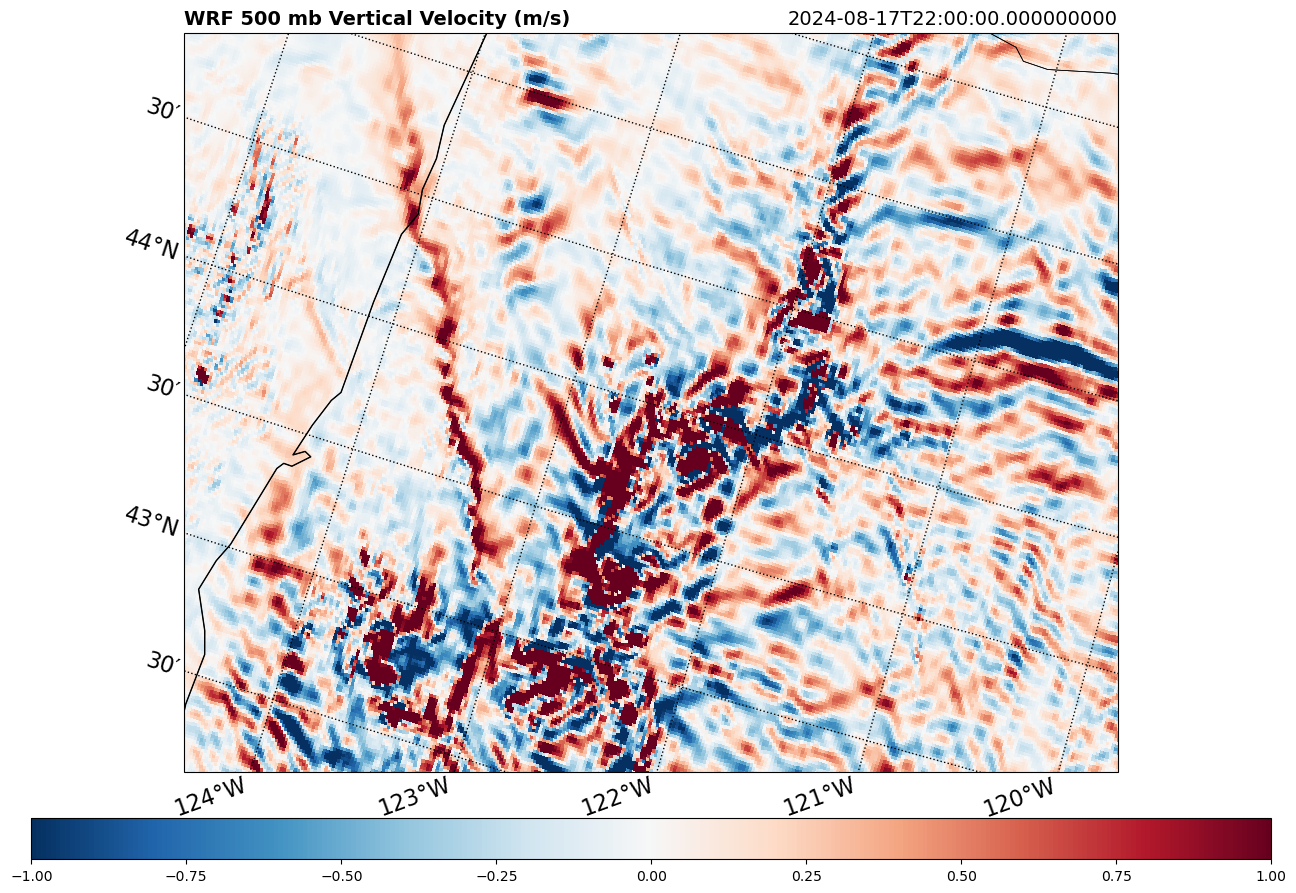 WRF 500 mb Vertical Velocity (m/s) 2024-08-17T22:00:00.000000000
30′
44°N
30′
43°N
30′
124°W 123°W 122°W 121°W 120°W
−1.00 −0.75 −0.50 −0.25 0.00 0.25 0.50 0.75 1.00